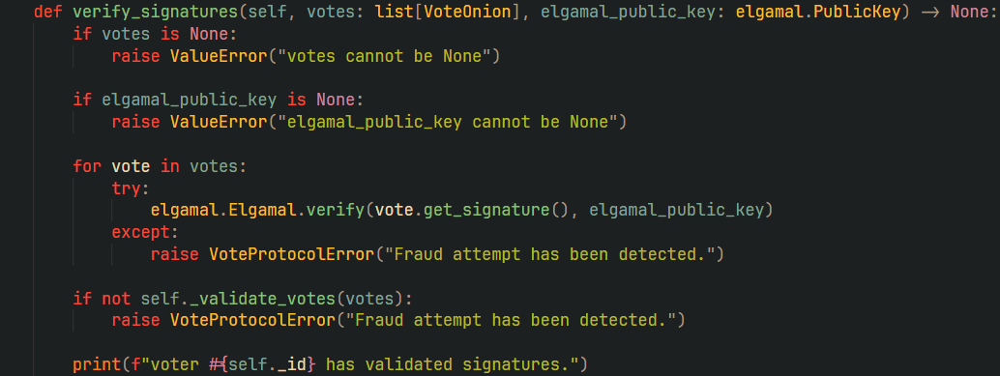 def verify_signatures(self, votes: list[VoteOnion], elgamal_public_key: elgamal.PublicKey) -> None:
    if votes is None:
        raise ValueError("votes cannot be None")

    if elgamal_public_key is None:
        raise ValueError("elgamal_public_key cannot be None")

    for vote in votes:
        try:
            elgamal.Elgamal.verify(vote.get_signature(), elgamal_public_key)
        except:
            raise VoteProtocolError("Fraud attempt has been detected.")

    if not self._validate_votes(votes):
        raise VoteProtocolError("Fraud attempt has been detected.")

    print(f"voter #{self._id} has validated signatures.")